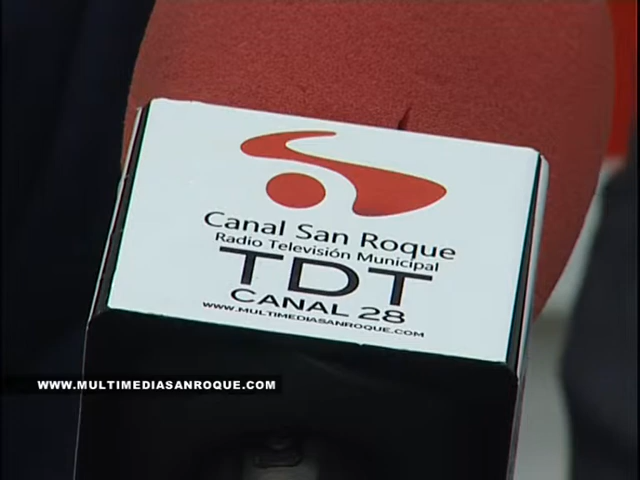 Canal San Roque
Radio Televisión Municipal
TDT
CANAL 28
WWW.MULTIMEDIASANROQUE.COM
WWW.MULTIMEDIASANROQUE.COM